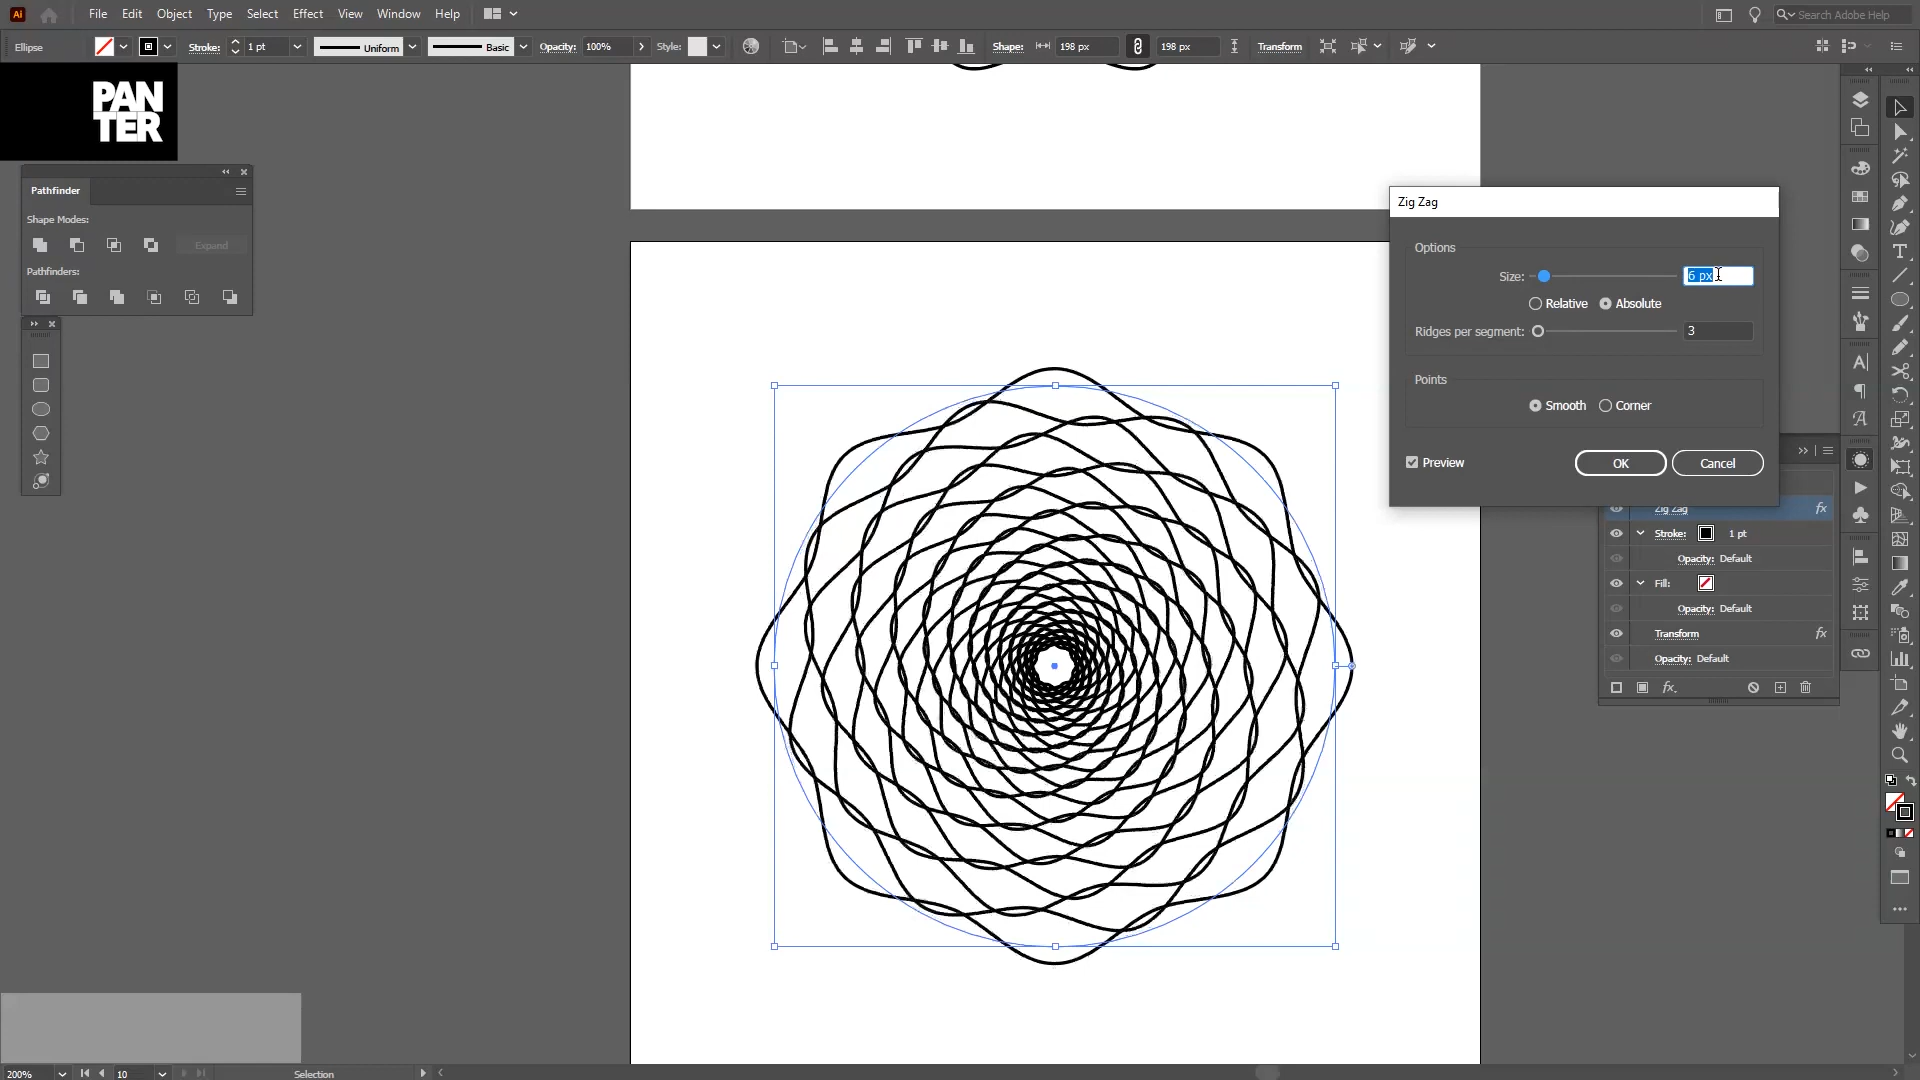 Ai File Edit Object Type Select Effect View Window Help Search Adobe Help
Ellipse Stroke: 1 pt Uniform Basic Opacity: 100% Style: Shape: 198 px 198 px Transform
PAN
TER
Pathfinder
Shape Modes:
Expand
Pathfinders:
Zig Zag
Options
Size: 6 px
Relative Absolute
Ridges per segment: 3
Points
Smooth Corner
Preview OK Cancel
Zig Zag fx
Stroke: 1 pt
Opacity: Default
Fill:
Opacity: Default
Transform fx
Opacity: Default
fx.
200% 10 Selection